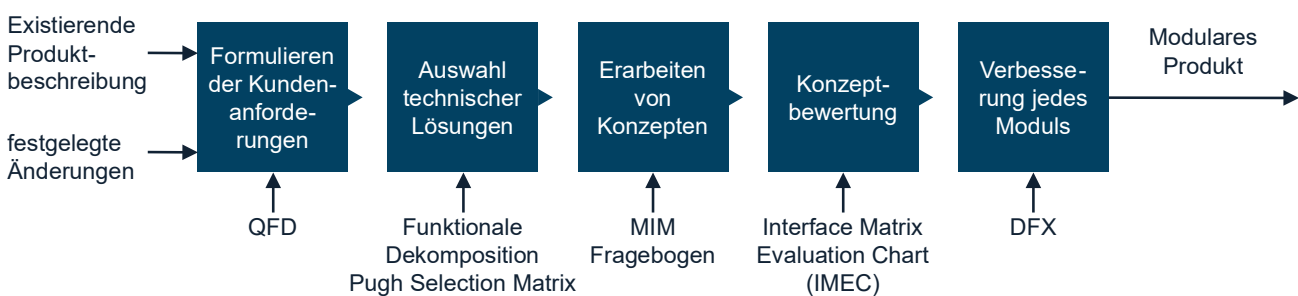 Existierende
Produkt-
beschreibung
festgelegte
Änderungen
Formulieren
der Kunden-
anforde-
rungen
QFD
Auswahl
technischer
Lösungen
Funktionale
Dekomposition
Pugh Selection Matrix
Erarbeiten
von
Konzepten
MIM
Fragebogen
Konzept-
bewertung
Interface Matrix
Evaluation Chart
(IMEC)
Verbesse-
rung jedes
Moduls
DFX
Modulares
Produkt